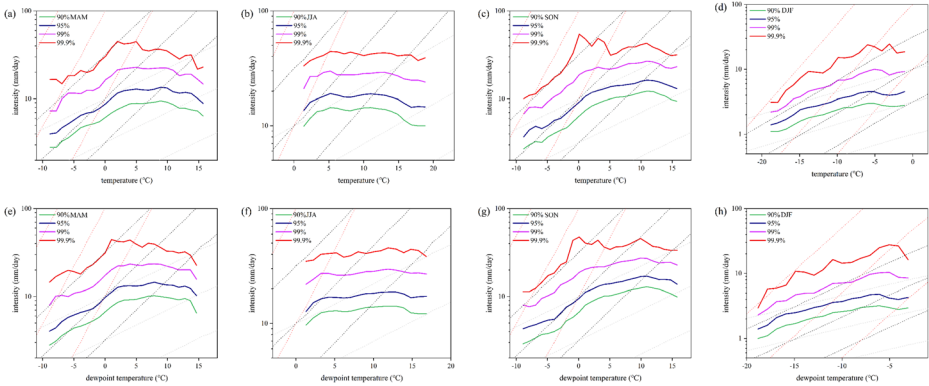 (a)
90%MAM
95%
99%
99.9%
100
10
intensity (mm/day)
-10 -5 0 5 10 15
temperature (℃)
(b)
90%JJA
95%
99%
99.9%
100
10
intensity (mm/day)
0 5 10 15 20
temperature (℃)
(c)
90% SON
95%
99%
99.9%
100
10
intensity (mm/day)
-10 -5 0 5 10 15
temperature (℃)
(d)
90% DJF
95%
99%
99.9%
100
10
1
intensity (mm/day)
-20 -15 -10 -5 0
temperature (℃)
(e)
90%MAM
95%
99%
99.9%
100
10
intensity (mm/day)
-10 -5 0 5 10 15
dewpoint temperature (℃)
(f)
90%JJA
95%
99%
99.9%
100
10
intensity (mm/day)
0 5 10 15 20
dewpoint temperature (℃)
(g)
90% SON
95%
99%
99.9%
100
10
intensity (mm/day)
-10 -5 0 5 10 15
dewpoint temperature (℃)
(h)
90% DJF
95%
99%
99.9%
100
10
1
intensity (mm/day)
-20 -15 -10 -5
dewpoint temperature (℃)